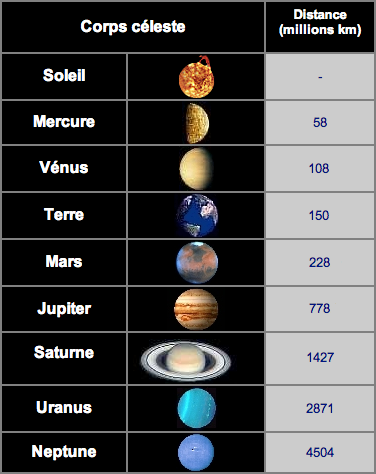 Corps céleste
Distance
(millions km)
Soleil
-
Mercure
58
Vénus
108
Terre
150
Mars
228
Jupiter
778
Saturne
1427
Uranus
2871
Neptune
4504